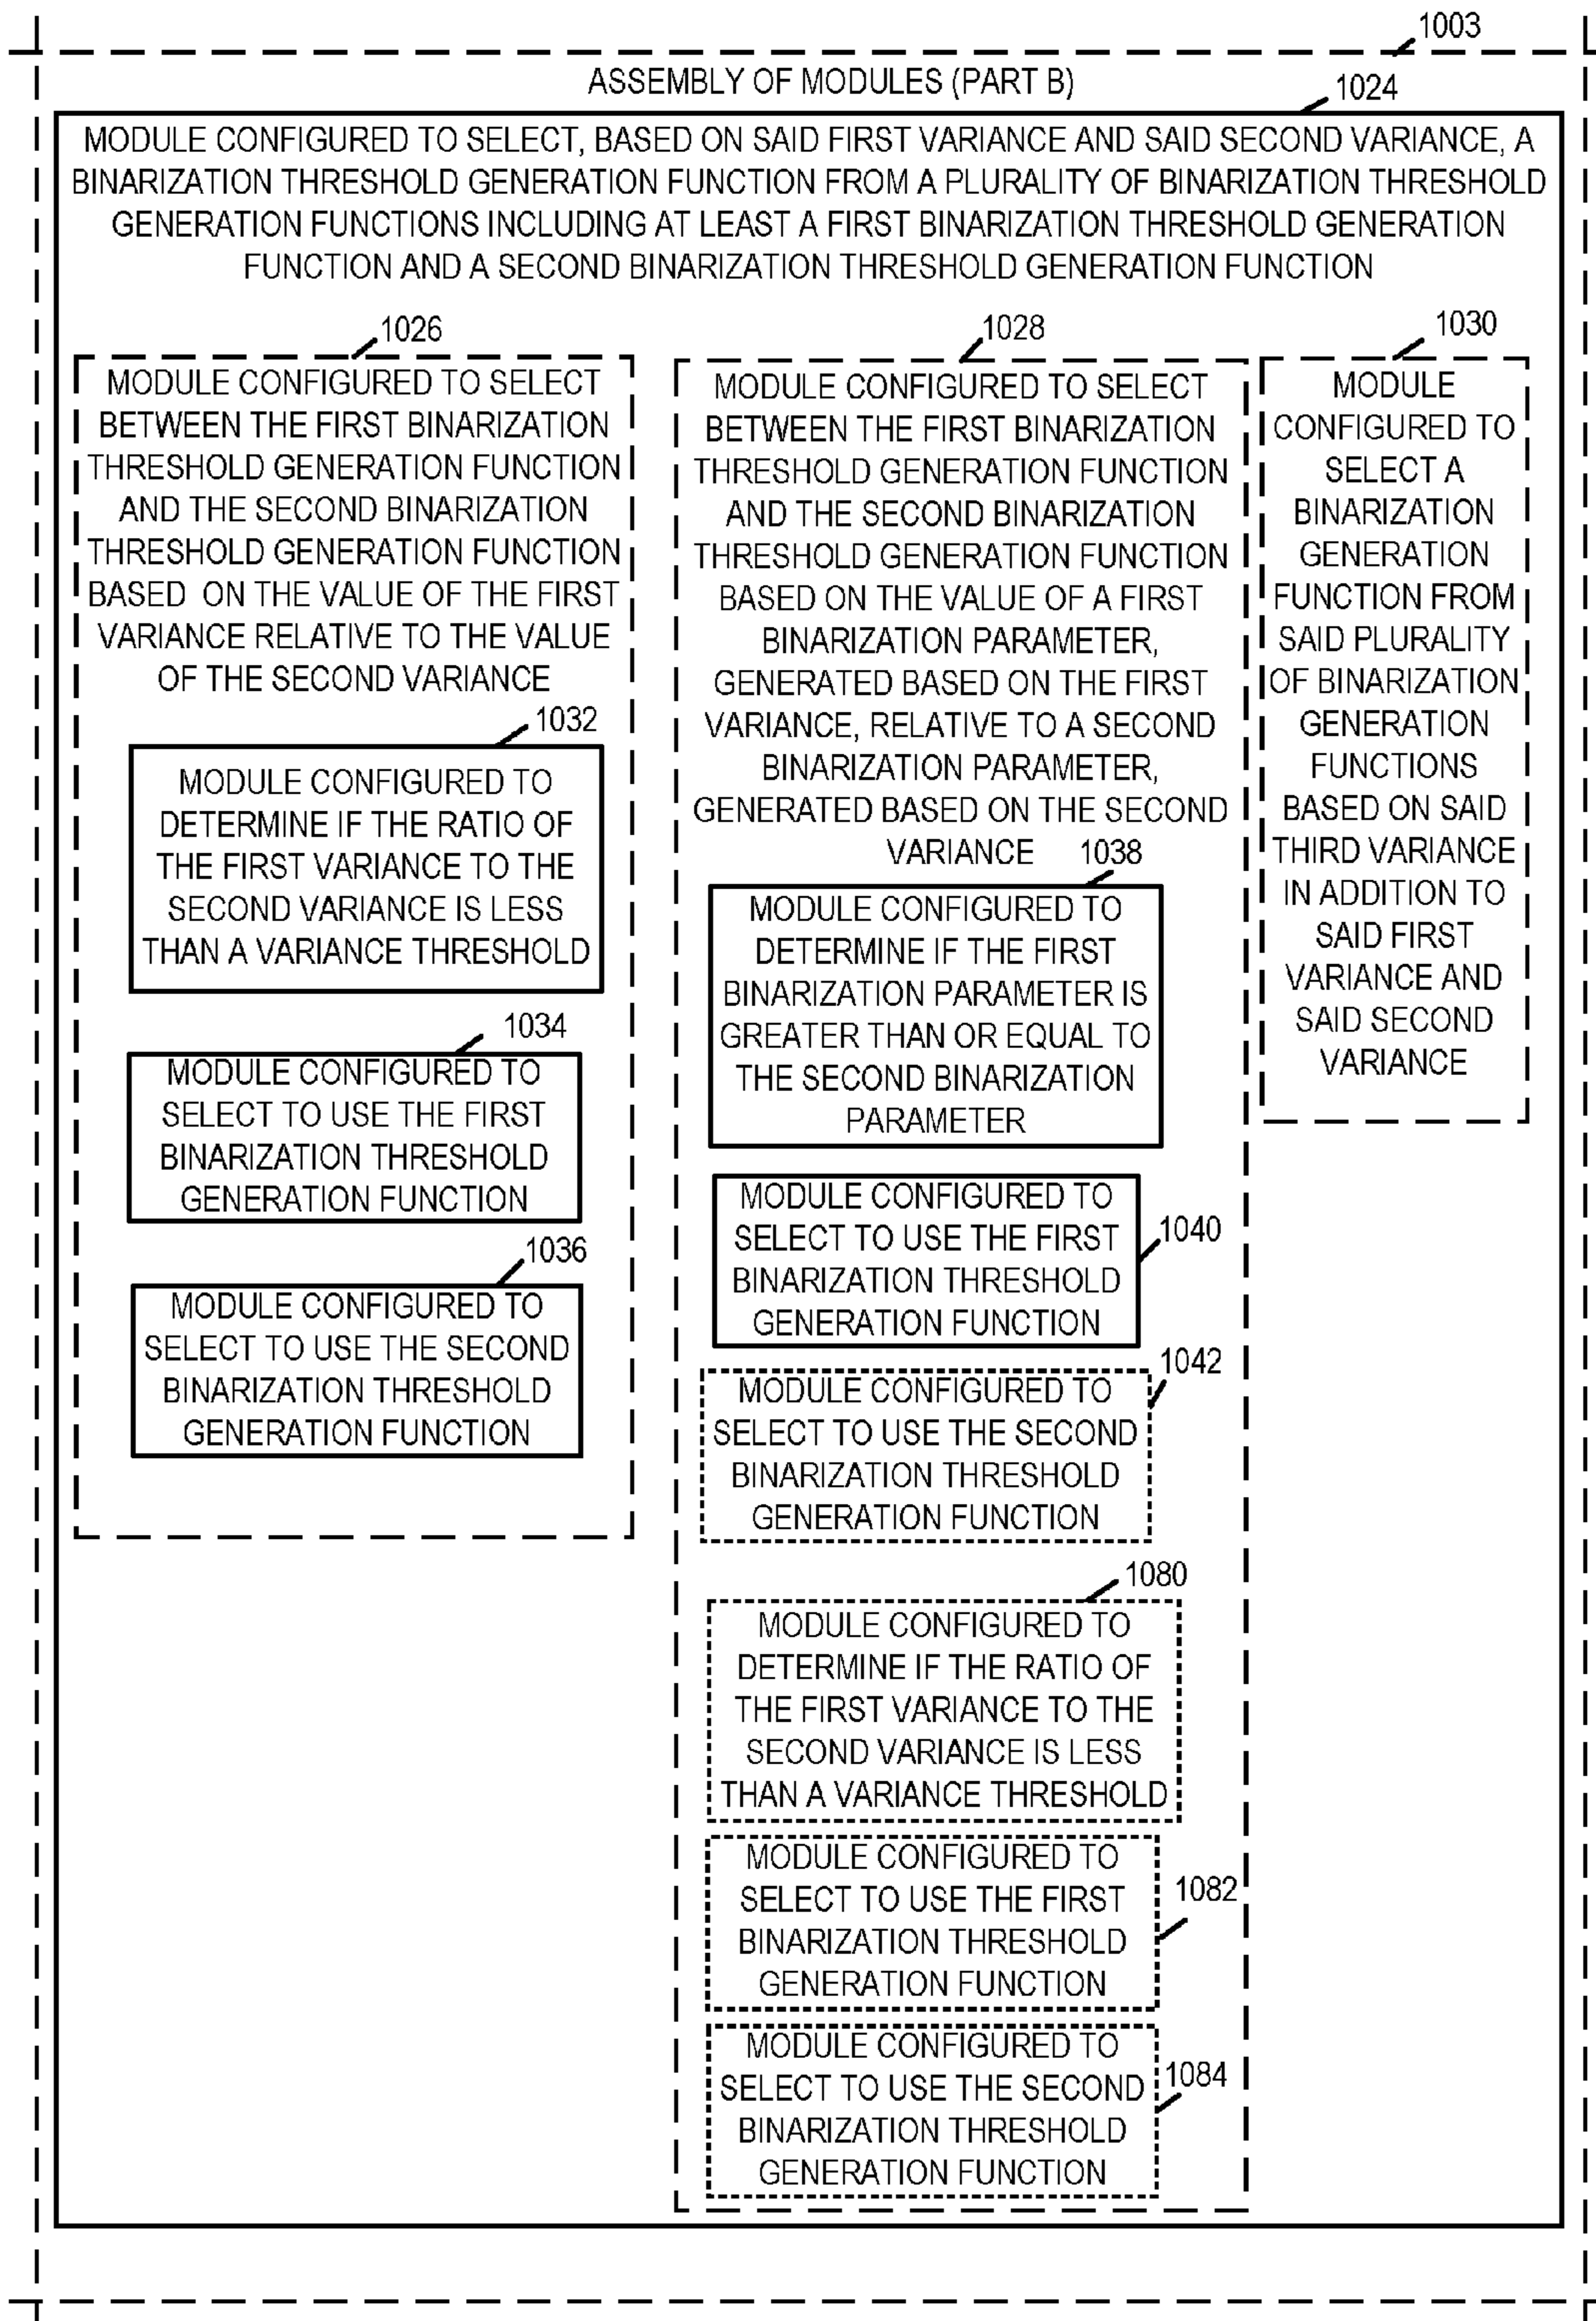 1003
ASSEMBLY OF MODULES (PART B)
1024
MODULE CONFIGURED TO SELECT, BASED ON SAID FIRST VARIANCE AND SAID SECOND VARIANCE, A
BINARIZATION THRESHOLD GENERATION FUNCTION FROM A PLURALITY OF BINARIZATION THRESHOLD
GENERATION FUNCTIONS INCLUDING AT LEAST A FIRST BINARIZATION THRESHOLD GENERATION
FUNCTION AND A SECOND BINARIZATION THRESHOLD GENERATION FUNCTION
1026
MODULE CONFIGURED TO SELECT
BETWEEN THE FIRST BINARIZATION
THRESHOLD GENERATION FUNCTION
AND THE SECOND BINARIZATION
THRESHOLD GENERATION FUNCTION
BASED ON THE VALUE OF THE FIRST
VARIANCE RELATIVE TO THE VALUE
OF THE SECOND VARIANCE
1032
MODULE CONFIGURED TO
DETERMINE IF THE RATIO OF
THE FIRST VARIANCE TO THE
SECOND VARIANCE IS LESS
THAN A VARIANCE THRESHOLD
1034
MODULE CONFIGURED TO
SELECT TO USE THE FIRST
BINARIZATION THRESHOLD
GENERATION FUNCTION
1036
MODULE CONFIGURED TO
SELECT TO USE THE SECOND
BINARIZATION THRESHOLD
GENERATION FUNCTION
1028
MODULE CONFIGURED TO SELECT
BETWEEN THE FIRST BINARIZATION
THRESHOLD GENERATION FUNCTION
AND THE SECOND BINARIZATION
THRESHOLD GENERATION FUNCTION
BASED ON THE VALUE OF A FIRST
BINARIZATION PARAMETER,
GENERATED BASED ON THE FIRST
VARIANCE, RELATIVE TO A SECOND
BINARIZATION PARAMETER,
GENERATED BASED ON THE SECOND
VARIANCE
1038
MODULE CONFIGURED TO
DETERMINE IF THE FIRST
BINARIZATION PARAMETER IS
GREATER THAN OR EQUAL TO
THE SECOND BINARIZATION
PARAMETER
MODULE CONFIGURED TO
SELECT TO USE THE FIRST
BINARIZATION THRESHOLD
GENERATION FUNCTION
1040
1042
MODULE CONFIGURED TO
SELECT TO USE THE SECOND
BINARIZATION THRESHOLD
GENERATION FUNCTION
1080
MODULE CONFIGURED TO
DETERMINE IF THE RATIO OF
THE FIRST VARIANCE TO THE
SECOND VARIANCE IS LESS
THAN A VARIANCE THRESHOLD
MODULE CONFIGURED TO
SELECT TO USE THE FIRST
BINARIZATION THRESHOLD
GENERATION FUNCTION
1082
MODULE CONFIGURED TO
SELECT TO USE THE SECOND
BINARIZATION THRESHOLD
GENERATION FUNCTION
1084
1030
MODULE
CONFIGURED TO
SELECT A
BINARIZATION
GENERATION
FUNCTION FROM
SAID PLURALITY
OF BINARIZATION
GENERATION
FUNCTIONS
BASED ON SAID
THIRD VARIANCE
IN ADDITION TO
SAID FIRST
VARIANCE AND
SAID SECOND
VARIANCE